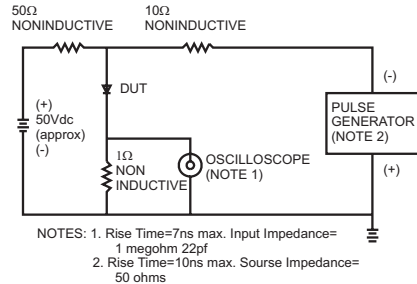 50Ω
NONINDUCTIVE
10Ω
NONINDUCTIVE
(+)
50Vdc
(approx)
(-)
DUT
1Ω
NON
INDUCTIVE
OSCILLOSCOPE
(NOTE 1)
(-)
PULSE
GENERATOR
(NOTE 2)
(+)
NOTES: 1. Rise Time=7ns max. Input Impedance=
1 megohm 22pf
2. Rise Time=10ns max. Sourse Impedance=
50 ohms